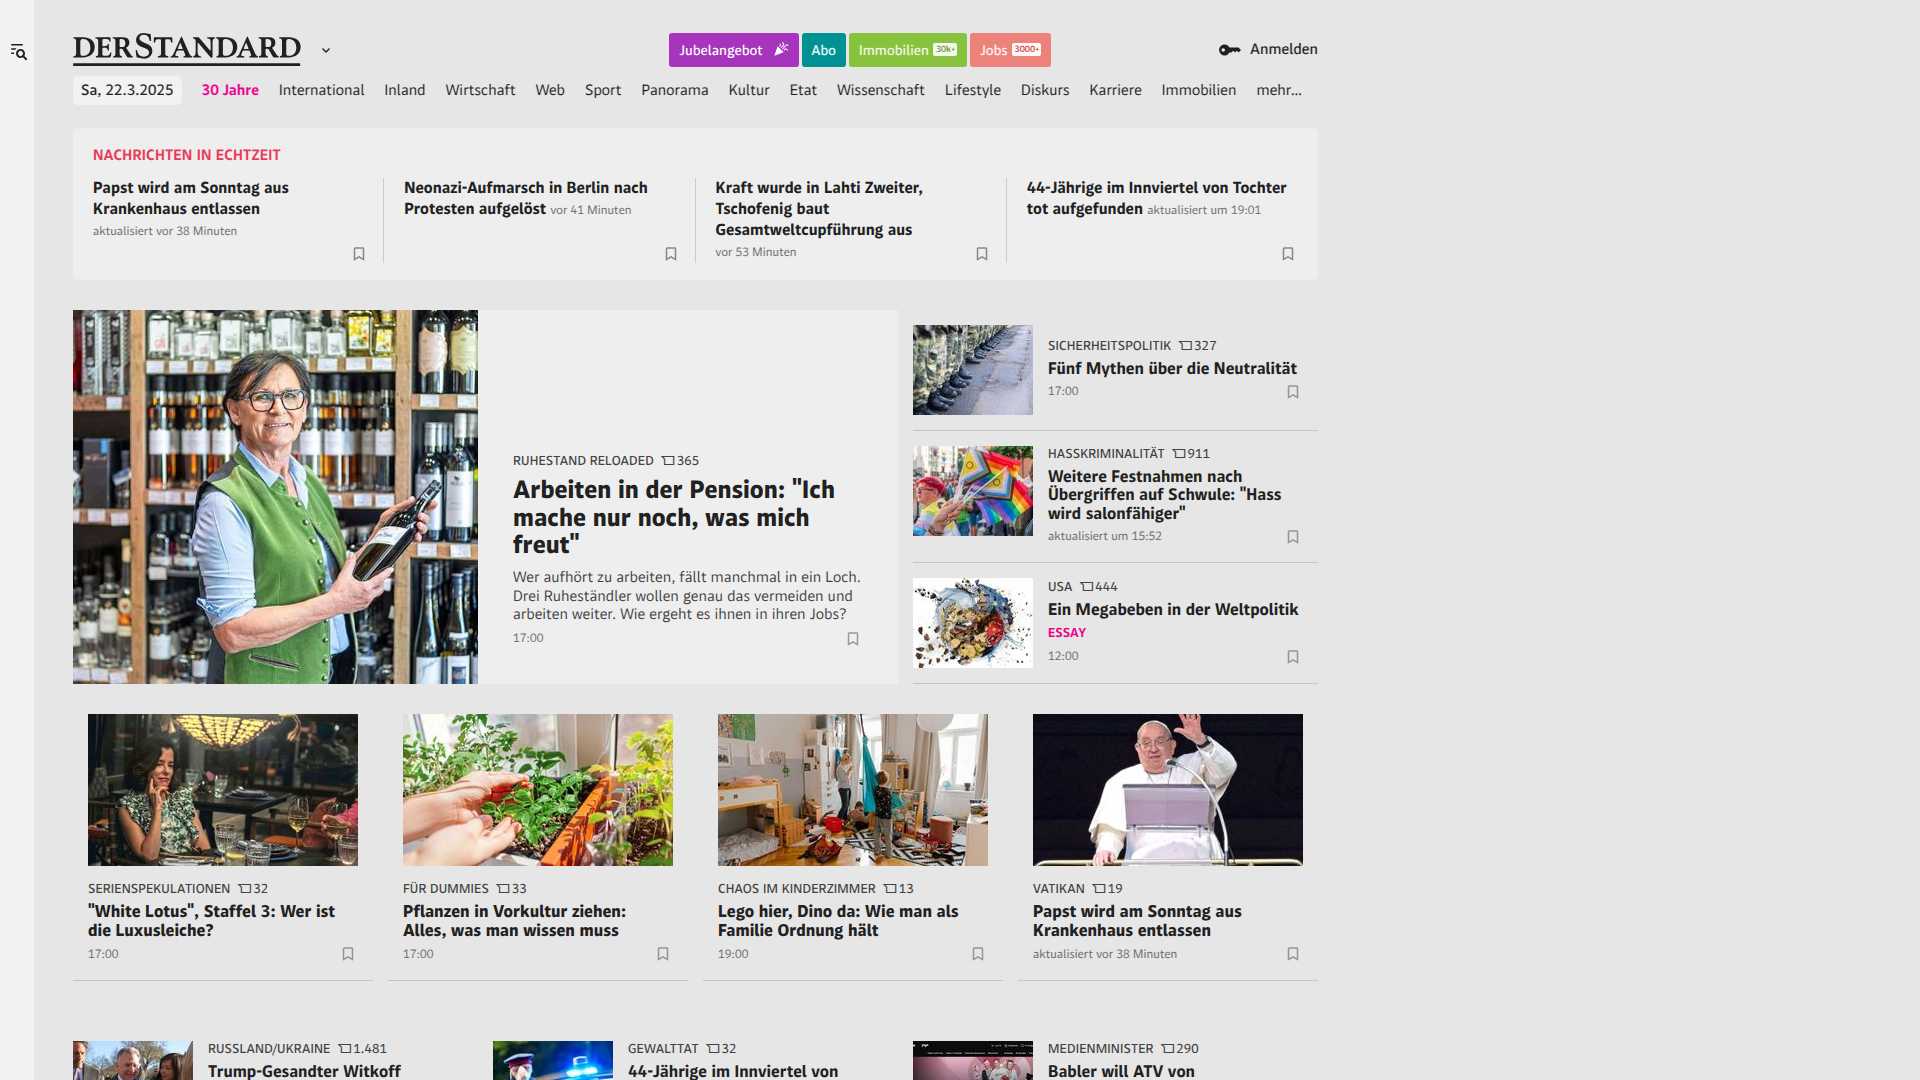 DERSTANDARD
Jubelangebot
Abo
Immobilien 30k+
Jobs 3000+
Anmelden
Sa, 22.3.2025
30 Jahre
International
Inland
Wirtschaft
Web
Sport
Panorama
Kultur
Etat
Wissenschaft
Lifestyle
Diskurs
Karriere
Immobilien
mehr...
NACHRICHTEN IN ECHTZEIT
Papst wird am Sonntag aus
Krankenhaus entlassen
aktualisiert vor 38 Minuten
Neonazi-Aufmarsch in Berlin nach
Protesten aufgelöst vor 41 Minuten
Kraft wurde in Lahti Zweiter,
Tschofenig baut
Gesamtweltcupführung aus
vor 53 Minuten
44-Jährige im Innviertel von Tochter
tot aufgefunden aktualisiert um 19:01
RUHESTAND RELOADED 365
Arbeiten in der Pension: "Ich
mache nur noch, was mich
freut"
Wer aufhört zu arbeiten, fällt manchmal in ein Loch.
Drei Ruheständler wollen genau das vermeiden und
arbeiten weiter. Wie ergeht es ihnen in ihren Jobs?
17:00
SICHERHEITSPOLITIK 327
Fünf Mythen über die Neutralität
17:00
HASSKRIMINALITÄT 911
Weitere Festnahmen nach
Übergriffen auf Schwule: "Hass
wird salonfähiger"
aktualisiert um 15:52
USA 444
Ein Megabeben in der Weltpolitik
ESSAY
12:00
SERIENSPEKULATIONEN 32
"White Lotus", Staffel 3: Wer ist
die Luxusleiche?
17:00
FÜR DUMMIES 33
Pflanzen in Vorkultur ziehen:
Alles, was man wissen muss
17:00
CHAOS IM KINDERZIMMER 13
Lego hier, Dino da: Wie man als
Familie Ordnung hält
19:00
VATIKAN 19
Papst wird am Sonntag aus
Krankenhaus entlassen
aktualisiert vor 38 Minuten
RUSSLAND/UKRAINE 1.481
Trump-Gesandter Witkoff
GEWALTTAT 32
44-Jährige im Innviertel von
MEDIENMINISTER 290
Babler will ATV von